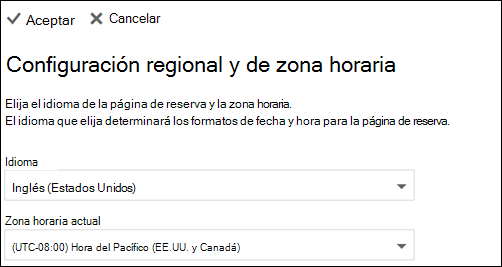 Aceptar Cancelar
Configuración regional y de zona horaria
Elija el idioma de la página de reserva y la zona horaria.
El idioma que elija determinará los formatos de fecha y hora para la página de reserva.
Idioma
Inglés (Estados Unidos)
Zona horaria actual
(UTC-08:00) Hora del Pacífico (EE.UU. y Canadá)